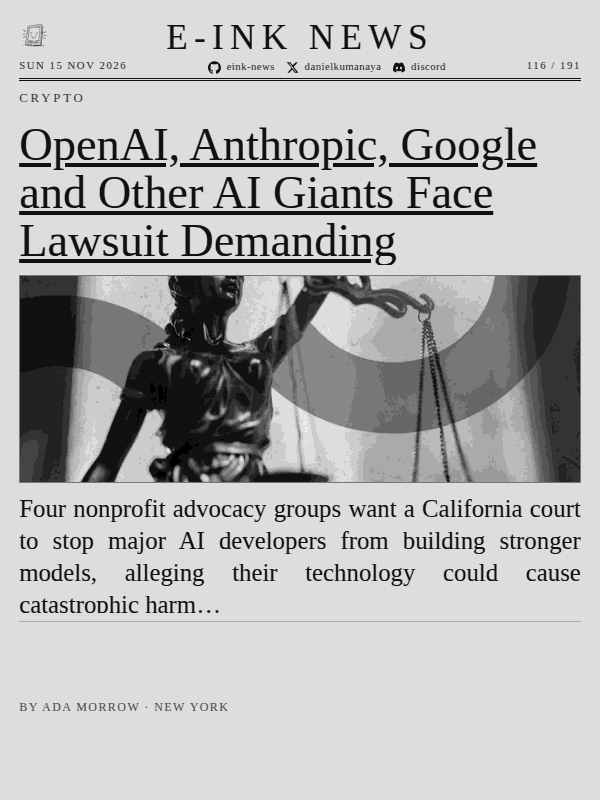 E-INK NEWS
SUN 15 NOV 2026
eink-news
danielkumanaya
discord
116 / 191
CRYPTO
OpenAI, Anthropic, Google
and Other AI Giants Face
Lawsuit Demanding
Four nonprofit advocacy groups want a California court
to stop major AI developers from building stronger
models, alleging their technology could cause
catastrophic harm…
BY ADA MORROW · NEW YORK